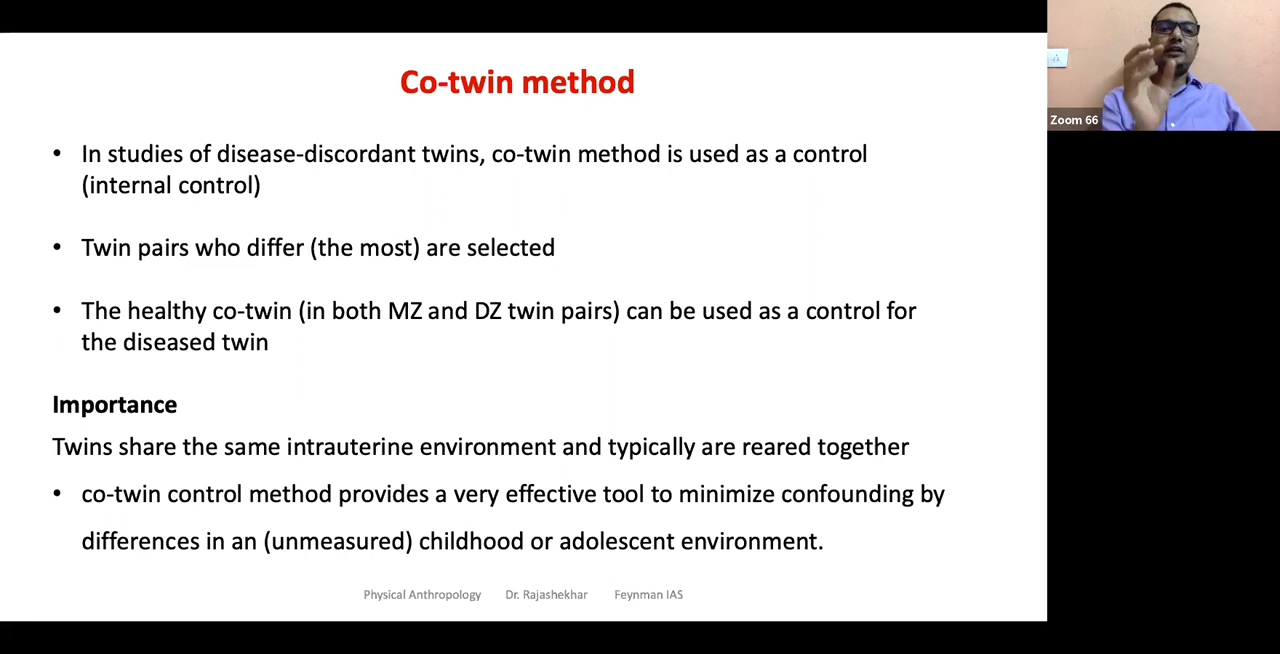 Co-twin method
• In studies of disease-discordant twins, co-twin method is used as a control
(internal control)
• Twin pairs who differ (the most) are selected
• The healthy co-twin (in both MZ and DZ twin pairs) can be used as a control for
the diseased twin
Importance
Twins share the same intrauterine environment and typically are reared together
• co-twin control method provides a very effective tool to minimize confounding by
differences in an (unmeasured) childhood or adolescent environment.
Physical Anthropology Dr. Rajashekhar Feynman IAS
Zoom 66